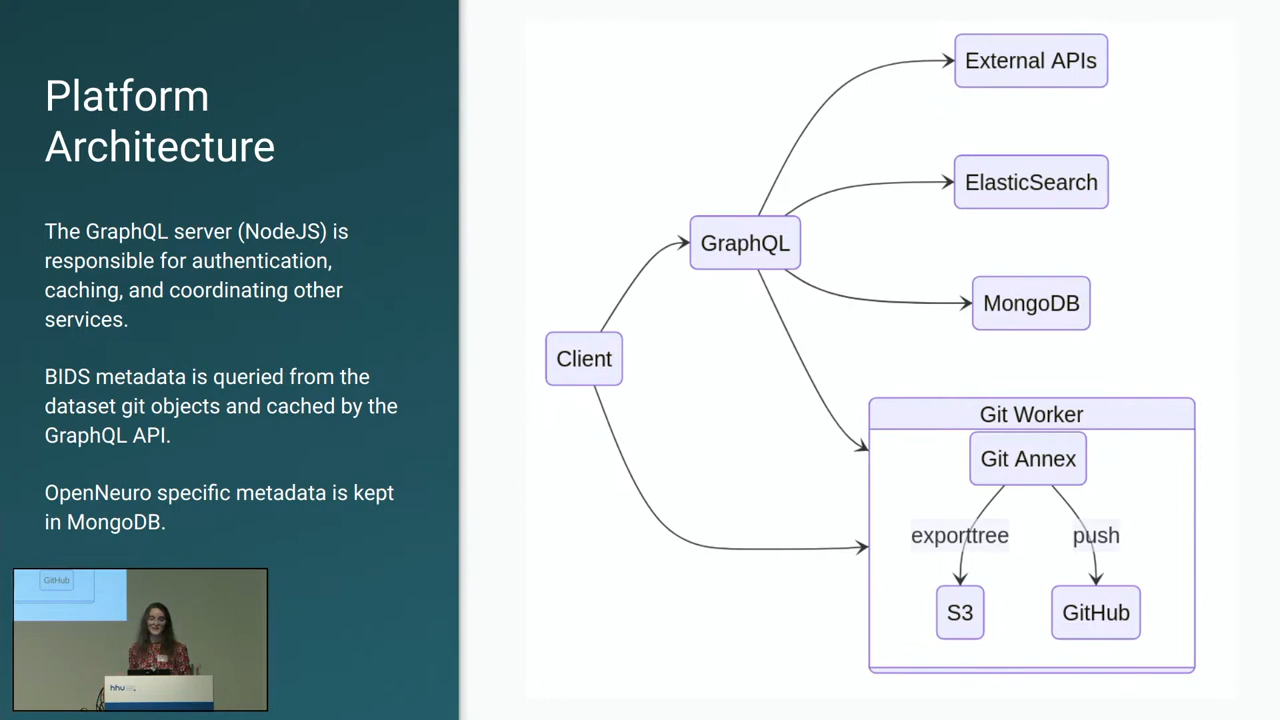 Platform
Architecture
The GraphQL server (NodeJS) is
responsible for authentication,
caching, and coordinating other
services.
BIDS metadata is queried from the
dataset git objects and cached by the
GraphQL API.
OpenNeuro specific metadata is kept
in MongoDB.
External APIs
ElasticSearch
GraphQL
MongoDB
Client
Git Worker
Git Annex
exporttree
push
S3
GitHub
GitHub
hhu